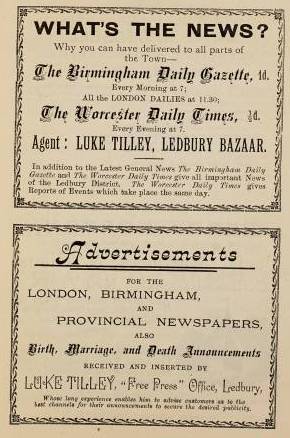 WHAT'S THE NEWS?
Why you can have delivered to all parts of
the Town—
The Birmingham Daily Gazette, 1d.
Every Morning at 7;
All the LONDON DAILIES at 11.30;
The Worcester Daily Times, ½d.
Every Evening at 7.
Agent: LUKE TILLEY, LEDBURY BAZAAR.
In addition to the Latest General News The Birmingham Daily
Gazette and The Worcester Daily Times give all important News
of the Ledbury District. The Worcester Daily Times gives
Reports of Events which take place the same day.
Advertisements
FOR THE
LONDON, BIRMINGHAM,
AND
PROVINCIAL NEWSPAPERS,
ALSO
Birth, Marriage, and Death Announcements
RECEIVED AND INSERTED BY
LUKE TILLEY, "Free Press" Office, Ledbury,
Whose long experience enables him to advise customers as to the
best channels for their announcements to secure the desired publicity.